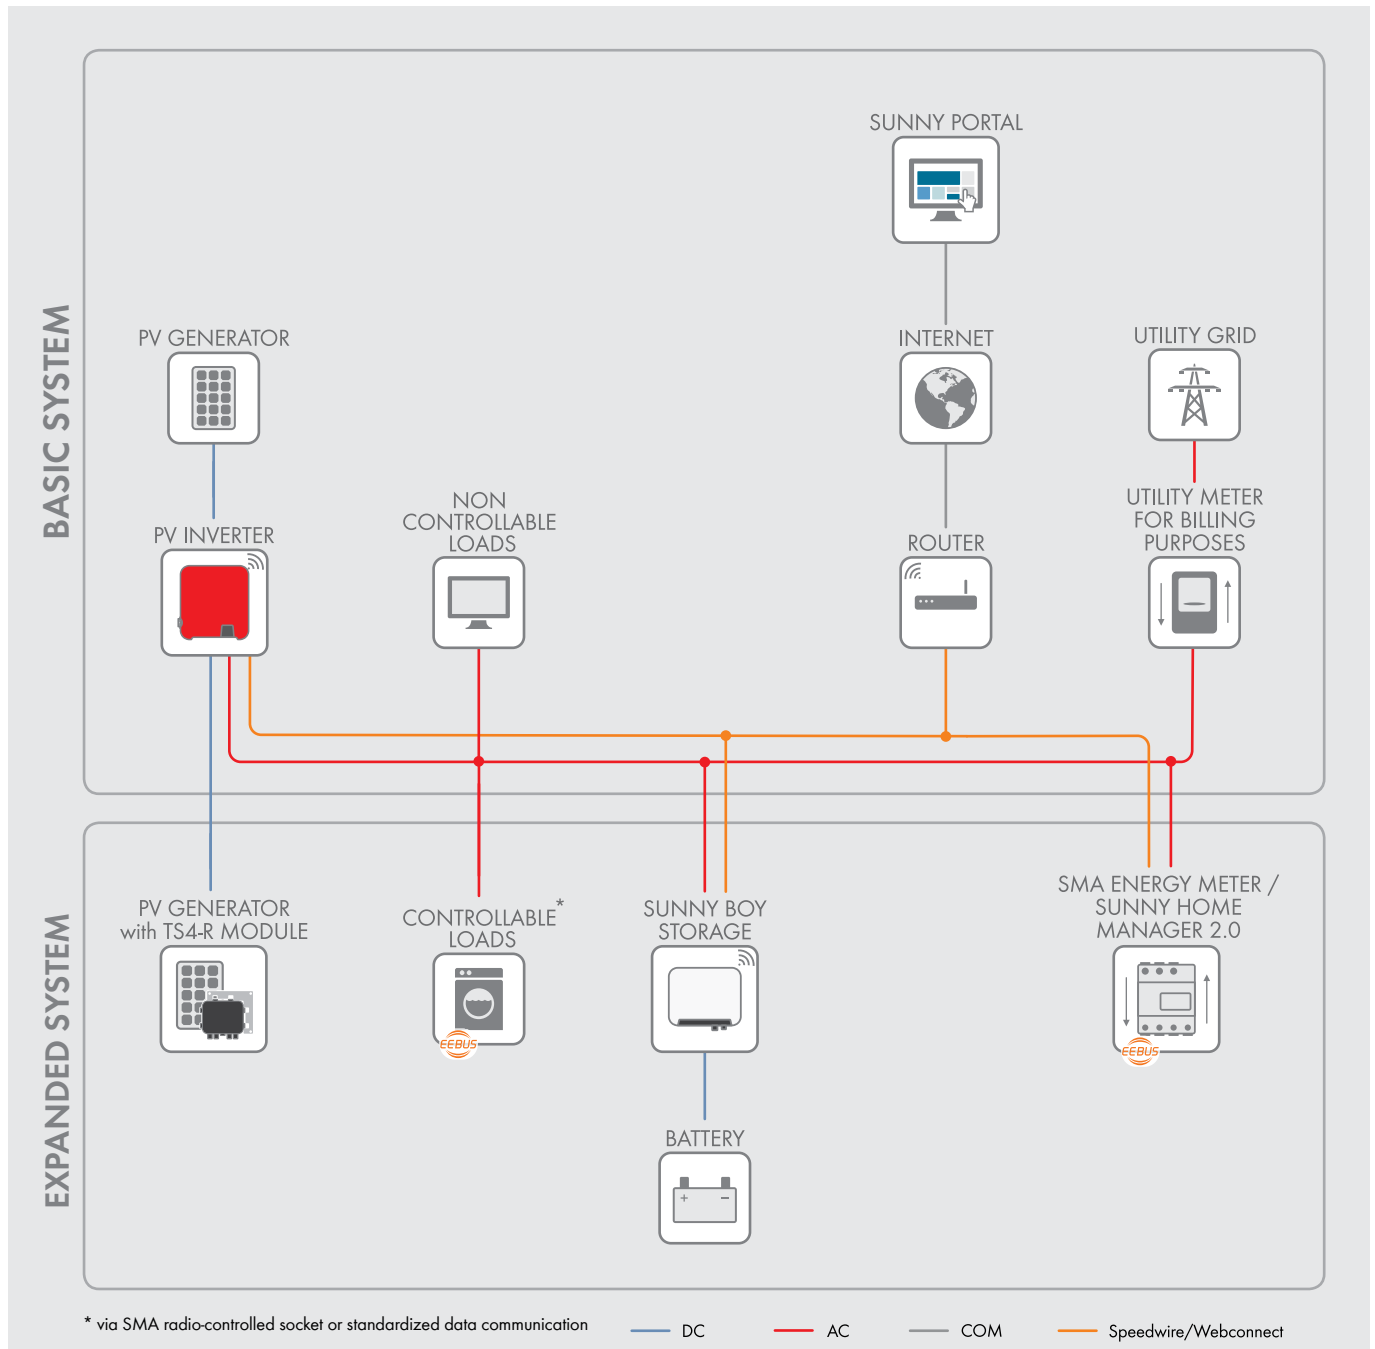 BASIC SYSTEM
SUNNY PORTAL
PV GENERATOR
INTERNET
UTILITY GRID
PV INVERTER
NON
CONTROLLABLE
LOADS
ROUTER
UTILITY METER
FOR BILLING
PURPOSES
EXPANDED SYSTEM
PV GENERATOR
with TS4-R MODULE
CONTROLLABLE*
LOADS
EEBUS
SUNNY BOY
STORAGE
SMA ENERGY METER /
SUNNY HOME
MANAGER 2.0
EEBUS
BATTERY
+ −
* via SMA radio-controlled socket or standardized data communication
DC
AC
COM
Speedwire/Webconnect